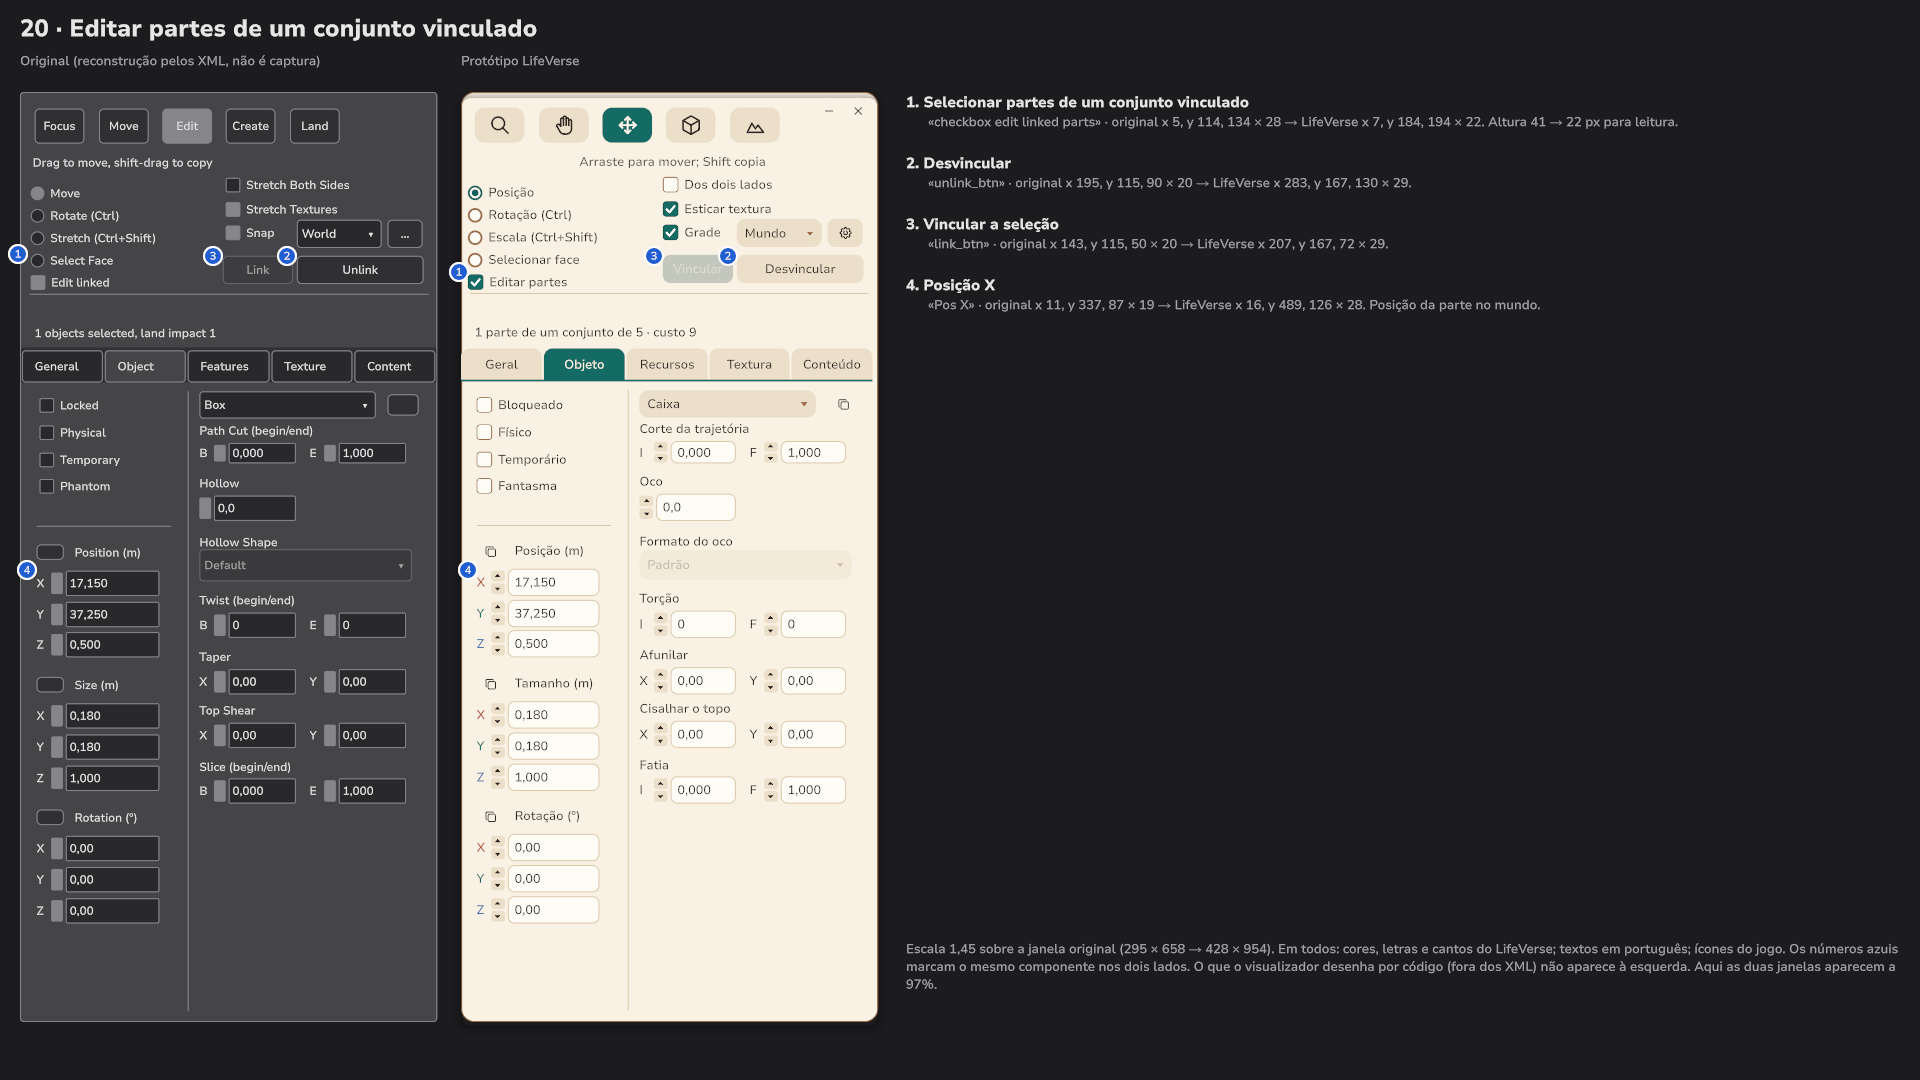 20 · Editar partes de um conjunto vinculado
Original (reconstrução pelos XML, não é captura)
Protótipo LifeVerse
Focus
Move
Edit
Create
Land
Drag to move, shift-drag to copy
Move
Rotate (Ctrl)
Stretch (Ctrl+Shift)
1
Select Face
Edit linked
Stretch Both Sides
Stretch Textures
Snap
World
...
3
Link
2
Unlink
1 objects selected, land impact 1
General
Object
Features
Texture
Content
Locked
Physical
Temporary
Phantom
Position (m)
4
X
17,150
Y
37,250
Z
0,500
Size (m)
X
0,180
Y
0,180
Z
1,000
Rotation (°)
X
0,00
Y
0,00
Z
0,00
Box
Path Cut (begin/end)
B
0,000
E
1,000
Hollow
0,0
Hollow Shape
Default
Twist (begin/end)
B
0
E
0
Taper
X
0,00
Y
0,00
Top Shear
X
0,00
Y
0,00
Slice (begin/end)
B
0,000
E
1,000
Arraste para mover; Shift copia
Posição
Rotação (Ctrl)
Escala (Ctrl+Shift)
Selecionar face
1
Editar partes
Dos dois lados
Esticar textura
Grade
Mundo
3
Vincular
2
Desvincular
1 parte de um conjunto de 5 · custo 9
Geral
Objeto
Recursos
Textura
Conteúdo
Bloqueado
Físico
Temporário
Fantasma
Posição (m)
4
X
17,150
Y
37,250
Z
0,500
Tamanho (m)
X
0,180
Y
0,180
Z
1,000
Rotação (°)
X
0,00
Y
0,00
Z
0,00
Caixa
Corte da trajetória
I
0,000
F
1,000
Oco
0,0
Formato do oco
Padrão
Torção
I
0
F
0
Afunilar
X
0,00
Y
0,00
Cisalhar o topo
X
0,00
Y
0,00
Fatia
I
0,000
F
1,000
1. Selecionar partes de um conjunto vinculado
«checkbox edit linked parts» · original x 5, y 114, 134 × 28 → LifeVerse x 7, y 184, 194 × 22. Altura 41 → 22 px para leitura.
2. Desvincular
«unlink_btn» · original x 195, y 115, 90 × 20 → LifeVerse x 283, y 167, 130 × 29.
3. Vincular a seleção
«link_btn» · original x 143, y 115, 50 × 20 → LifeVerse x 207, y 167, 72 × 29.
4. Posição X
«Pos X» · original x 11, y 337, 87 × 19 → LifeVerse x 16, y 489, 126 × 28. Posição da parte no mundo.
Escala 1,45 sobre a janela original (295 × 658 → 428 × 954). Em todos: cores, letras e cantos do LifeVerse; textos em português; ícones do jogo. Os números azuis
marcam o mesmo componente nos dois lados. O que o visualizador desenha por código (fora dos XML) não aparece à esquerda. Aqui as duas janelas aparecem a
97%.